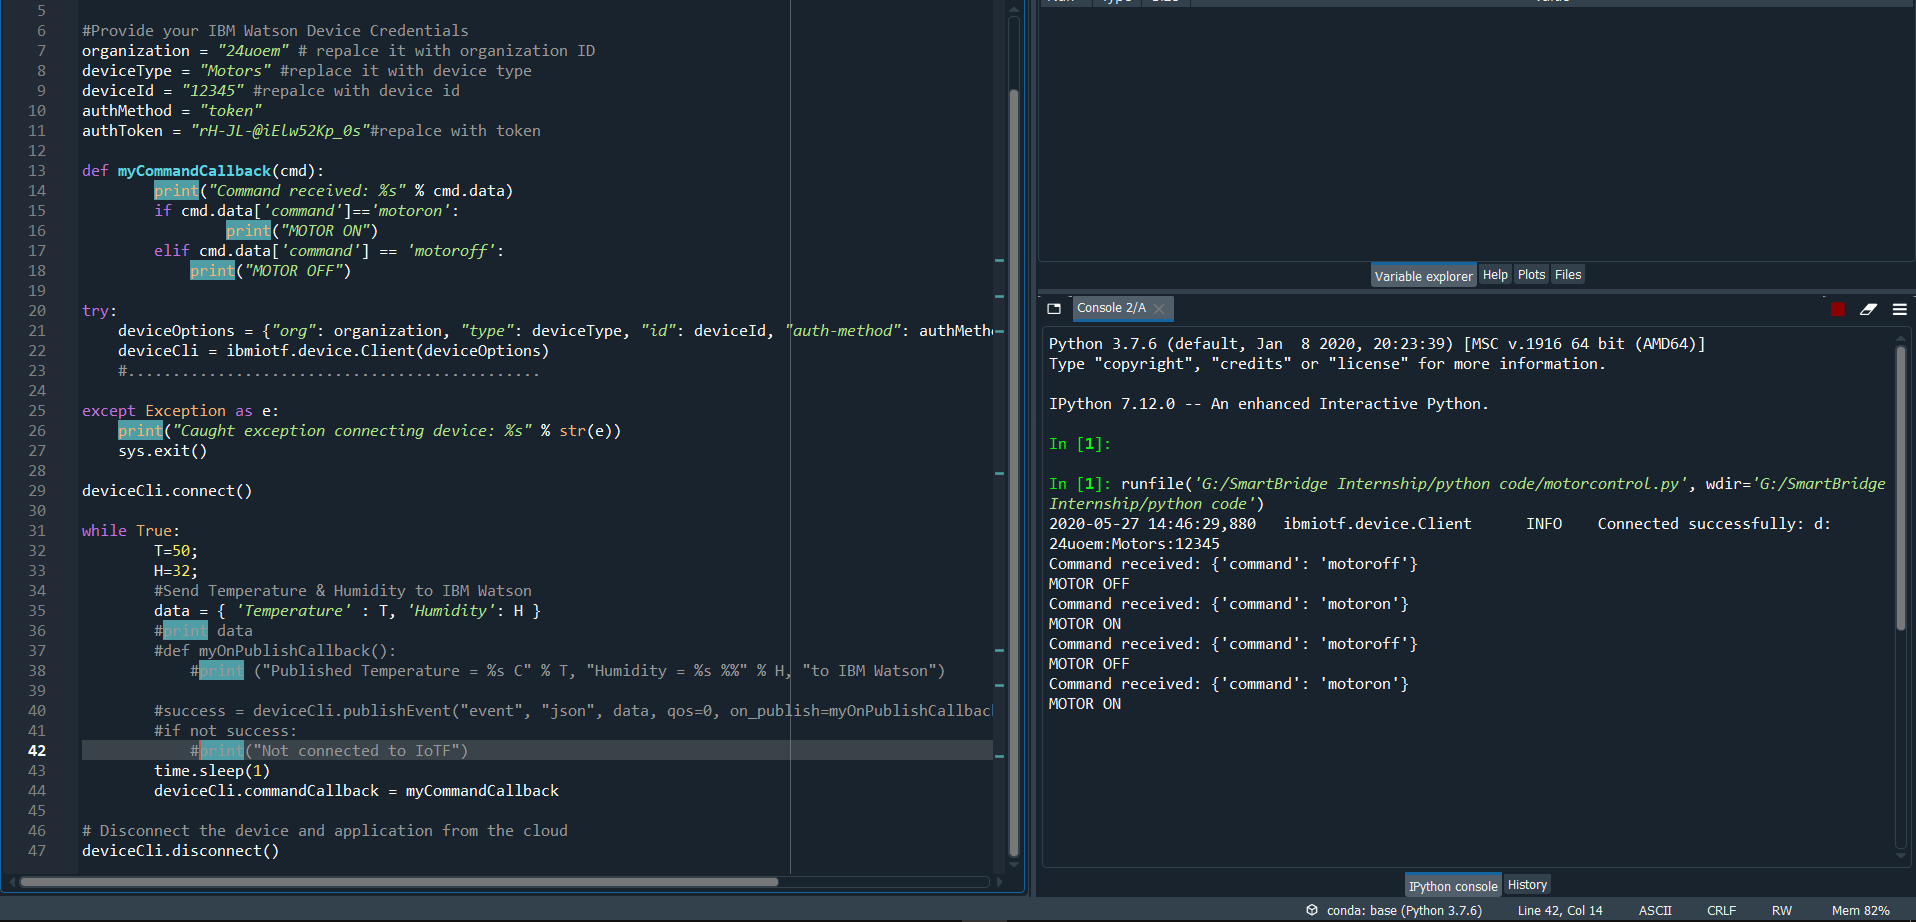 5
6 #Provide your IBM Watson Device Credentials
7 organization = "24uoem" # repalce it with organization ID
8 deviceType = "Motors" #replace it with device type
9 deviceId = "12345" #repalce with device id
10 authMethod = "token"
11 authToken = "rH-JL-@iElw52Kp_0s"#repalce with token
12
13 def myCommandCallback(cmd):
14 print("Command received: %s" % cmd.data)
15 if cmd.data['command']=='motoron':
16 print("MOTOR ON")
17 elif cmd.data['command'] == 'motoroff':
18 print("MOTOR OFF")
19
20 try:
21 deviceOptions = {"org": organization, "type": deviceType, "id": deviceId, "auth-method": authMeth
22 deviceCli = ibmiotf.device.Client(deviceOptions)
23 #..............................................
24
25 except Exception as e:
26 print("Caught exception connecting device: %s" % str(e))
27 sys.exit()
28
29 deviceCli.connect()
30
31 while True:
32 T=50;
33 H=32;
34 #Send Temperature & Humidity to IBM Watson
35 data = { 'Temperature' : T, 'Humidity': H }
36 #print data
37 #def myOnPublishCallback():
38 #print ("Published Temperature = %s C" % T, "Humidity = %s %%" % H, "to IBM Watson")
39
40 #success = deviceCli.publishEvent("event", "json", data, qos=0, on_publish=myOnPublishCallbac
41 #if not success:
42 #print("Not connected to IoTF")
43 time.sleep(1)
44 deviceCli.commandCallback = myCommandCallback
45
46 # Disconnect the device and application from the cloud
47 deviceCli.disconnect()
Variable explorer Help Plots Files
Console 2/A
Python 3.7.6 (default, Jan  8 2020, 20:23:39) [MSC v.1916 64 bit (AMD64)]
Type "copyright", "credits" or "license" for more information.
IPython 7.12.0 -- An enhanced Interactive Python.
In [1]:
In [1]: runfile('G:/SmartBridge Internship/python code/motorcontrol.py', wdir='G:/SmartBridge
Internship/python code')
2020-05-27 14:46:29,880   ibmiotf.device.Client      INFO    Connected successfully: d:
24uoem:Motors:12345
Command received: {'command': 'motoroff'}
MOTOR OFF
Command received: {'command': 'motoron'}
MOTOR ON
Command received: {'command': 'motoroff'}
MOTOR OFF
Command received: {'command': 'motoron'}
MOTOR ON
IPython console History
conda: base (Python 3.7.6) Line 42, Col 14 ASCII CRLF RW Mem 82%